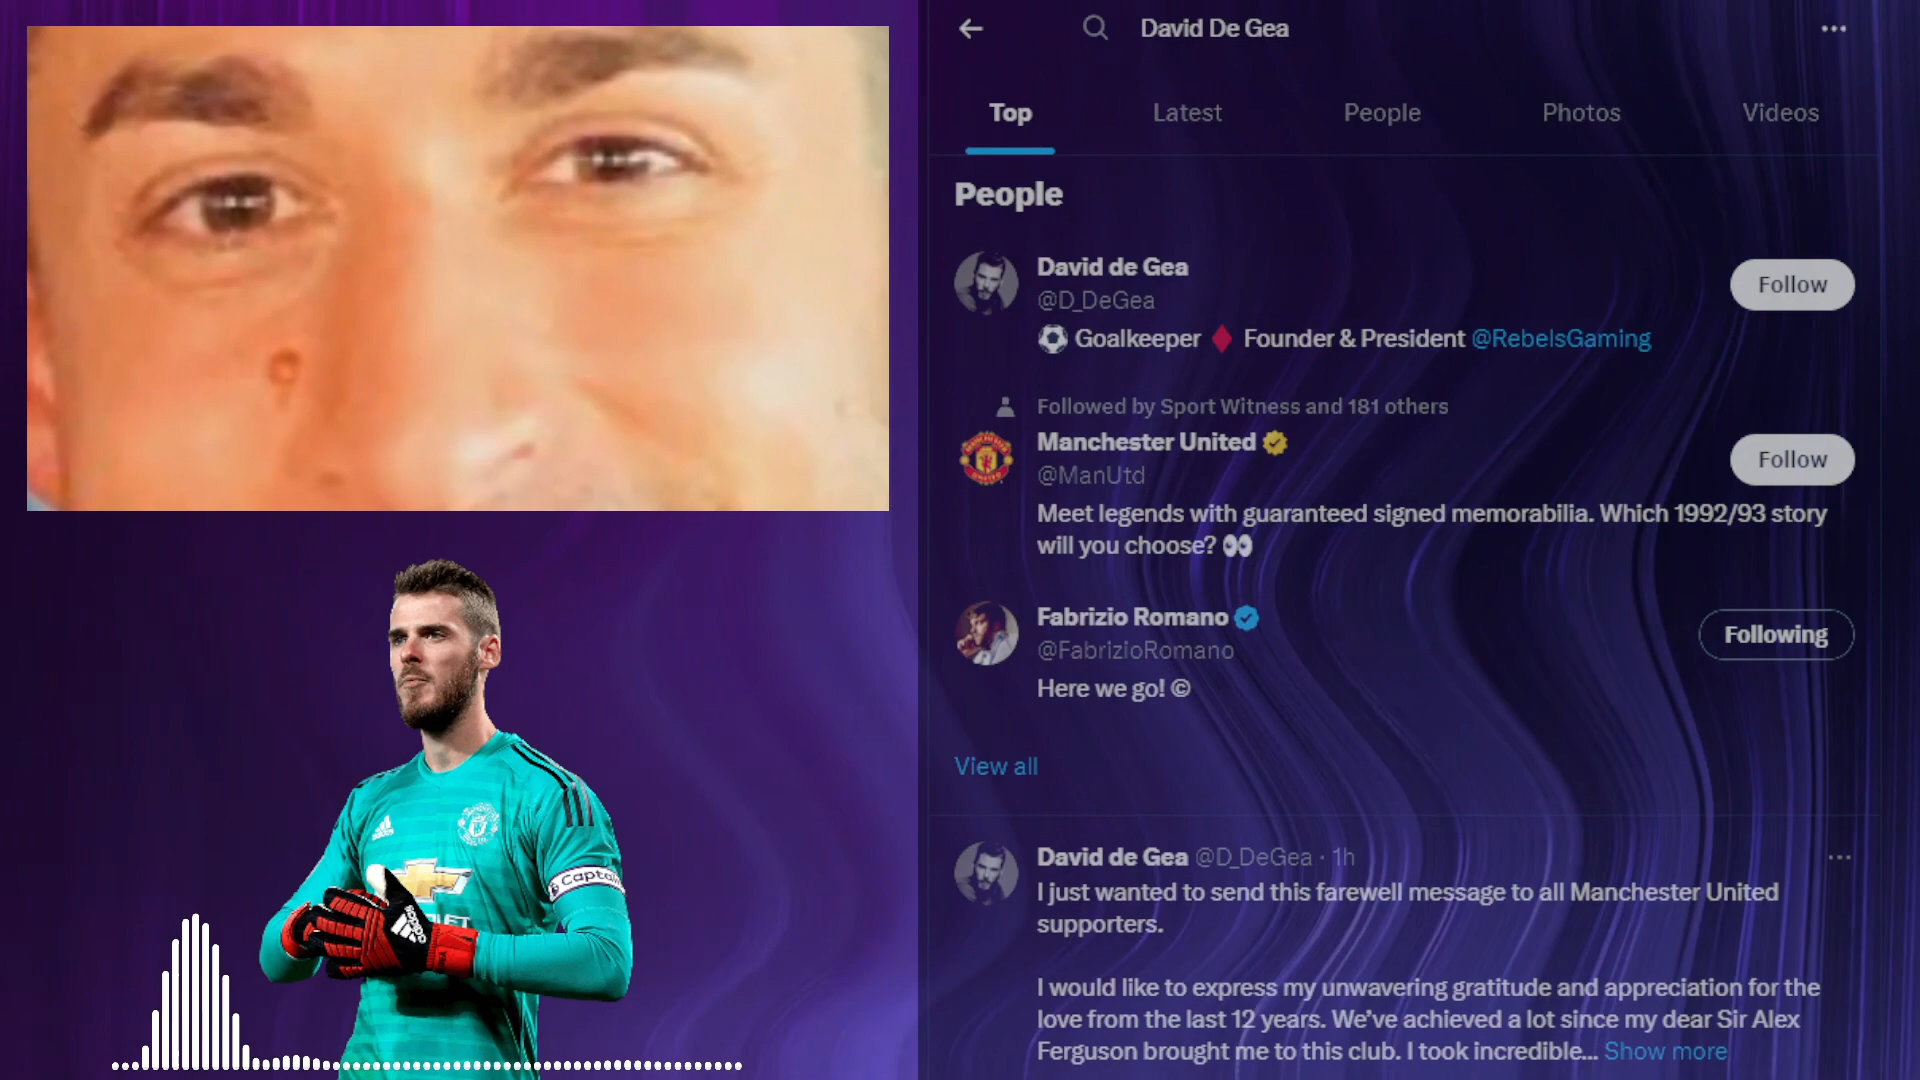 David De Gea
Top
Latest
People
Photos
Videos
People
David de Gea
@D_DeGea
Follow
⚽ Goalkeeper ♦️ Founder & President @RebelsGaming
Followed by Sport Witness and 181 others
Manchester United
@ManUtd
Follow
Meet legends with guaranteed signed memorabilia. Which 1992/93 story
will you choose? 👀
Fabrizio Romano
@FabrizioRomano
Following
Here we go! ©
View all
David de Gea @D_DeGea · 1h
I just wanted to send this farewell message to all Manchester United
supporters.
I would like to express my unwavering gratitude and appreciation for the
love from the last 12 years. We've achieved a lot since my dear Sir Alex
Ferguson brought me to this club. I took incredible... Show more
adidas
Captai
LET
adidas